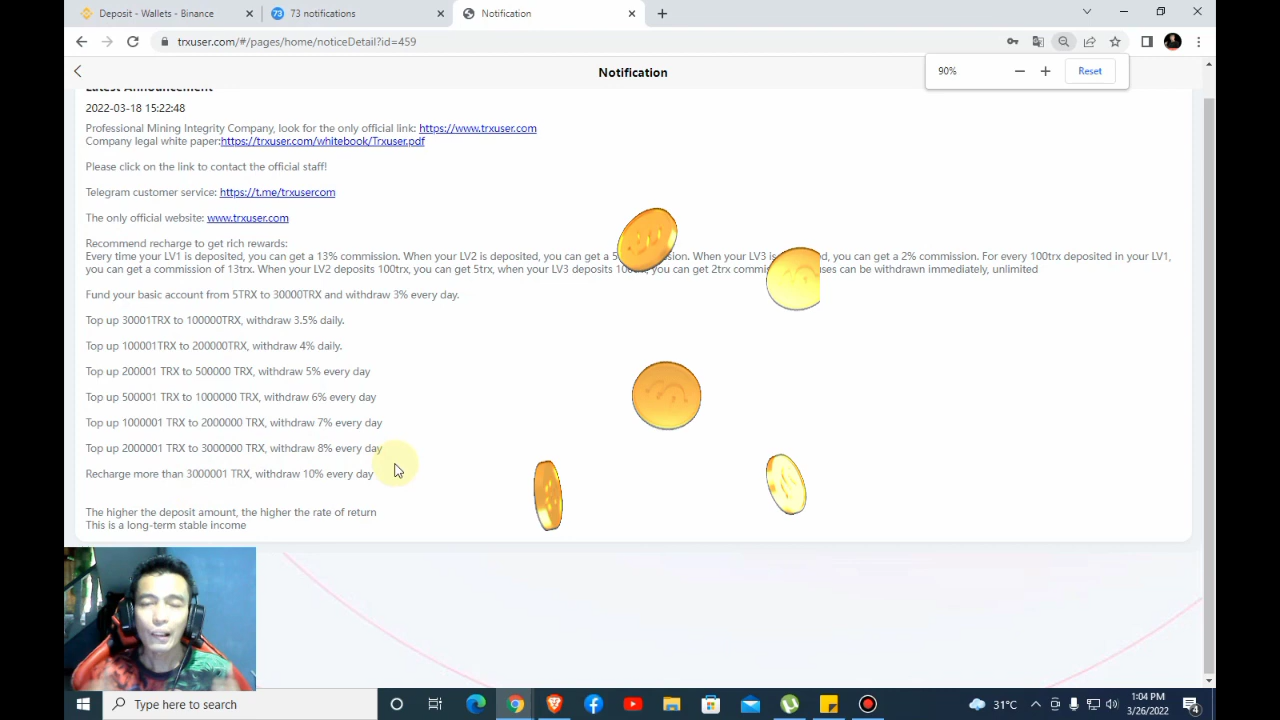 Deposit - Wallets - Binance
73
73 notifications
Notification
trxuser.com/#/pages/home/noticeDetail?id=459
Notification
90%
Reset
Latest Announcement
2022-03-18 15:22:48
Professional Mining Integrity Company, look for the only official link: https://www.trxuser.com
Company legal white paper:https://trxuser.com/whitebook/Trxuser.pdf
Please click on the link to contact the official staff!
Telegram customer service: https://t.me/trxusercom
The only official website: www.trxuser.com
Recommend recharge to get rich rewards:
Every time your LV1 is deposited, you can get a 13% commission. When your LV2 is deposited, you can get a 5 sion. When your LV3 is d, you can get a 2% commission. For every 100trx deposited in your LV1,
you can get a commission of 13trx. When your LV2 deposits 100trx, you can get 5trx, when your LV3 deposits 100 you can get 2trx commi uses can be withdrawn immediately, unlimited
Fund your basic account from 5TRX to 30000TRX and withdraw 3% every day.
Top up 30001TRX to 100000TRX, withdraw 3.5% daily.
Top up 100001TRX to 200000TRX, withdraw 4% daily.
Top up 200001 TRX to 500000 TRX, withdraw 5% every day
Top up 500001 TRX to 1000000 TRX, withdraw 6% every day
Top up 1000001 TRX to 2000000 TRX, withdraw 7% every day
Top up 2000001 TRX to 3000000 TRX, withdraw 8% every day
Recharge more than 3000001 TRX, withdraw 10% every day
The higher the deposit amount, the higher the rate of return
This is a long-term stable income
Type here to search
31°C
1:04 PM
3/26/2022
4